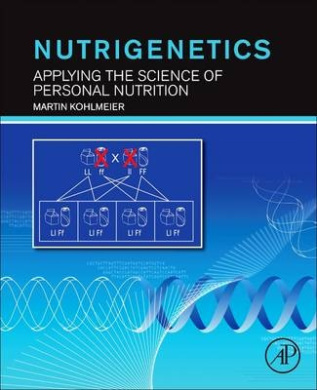 NUTRIGENETICS
APPLYING THE SCIENCE OF
PERSONAL NUTRITION
MARTIN KOHLMEIER
X
LL ff ll FF
Ll Ff Ll Ff Ll Ff Ll Ff
AP